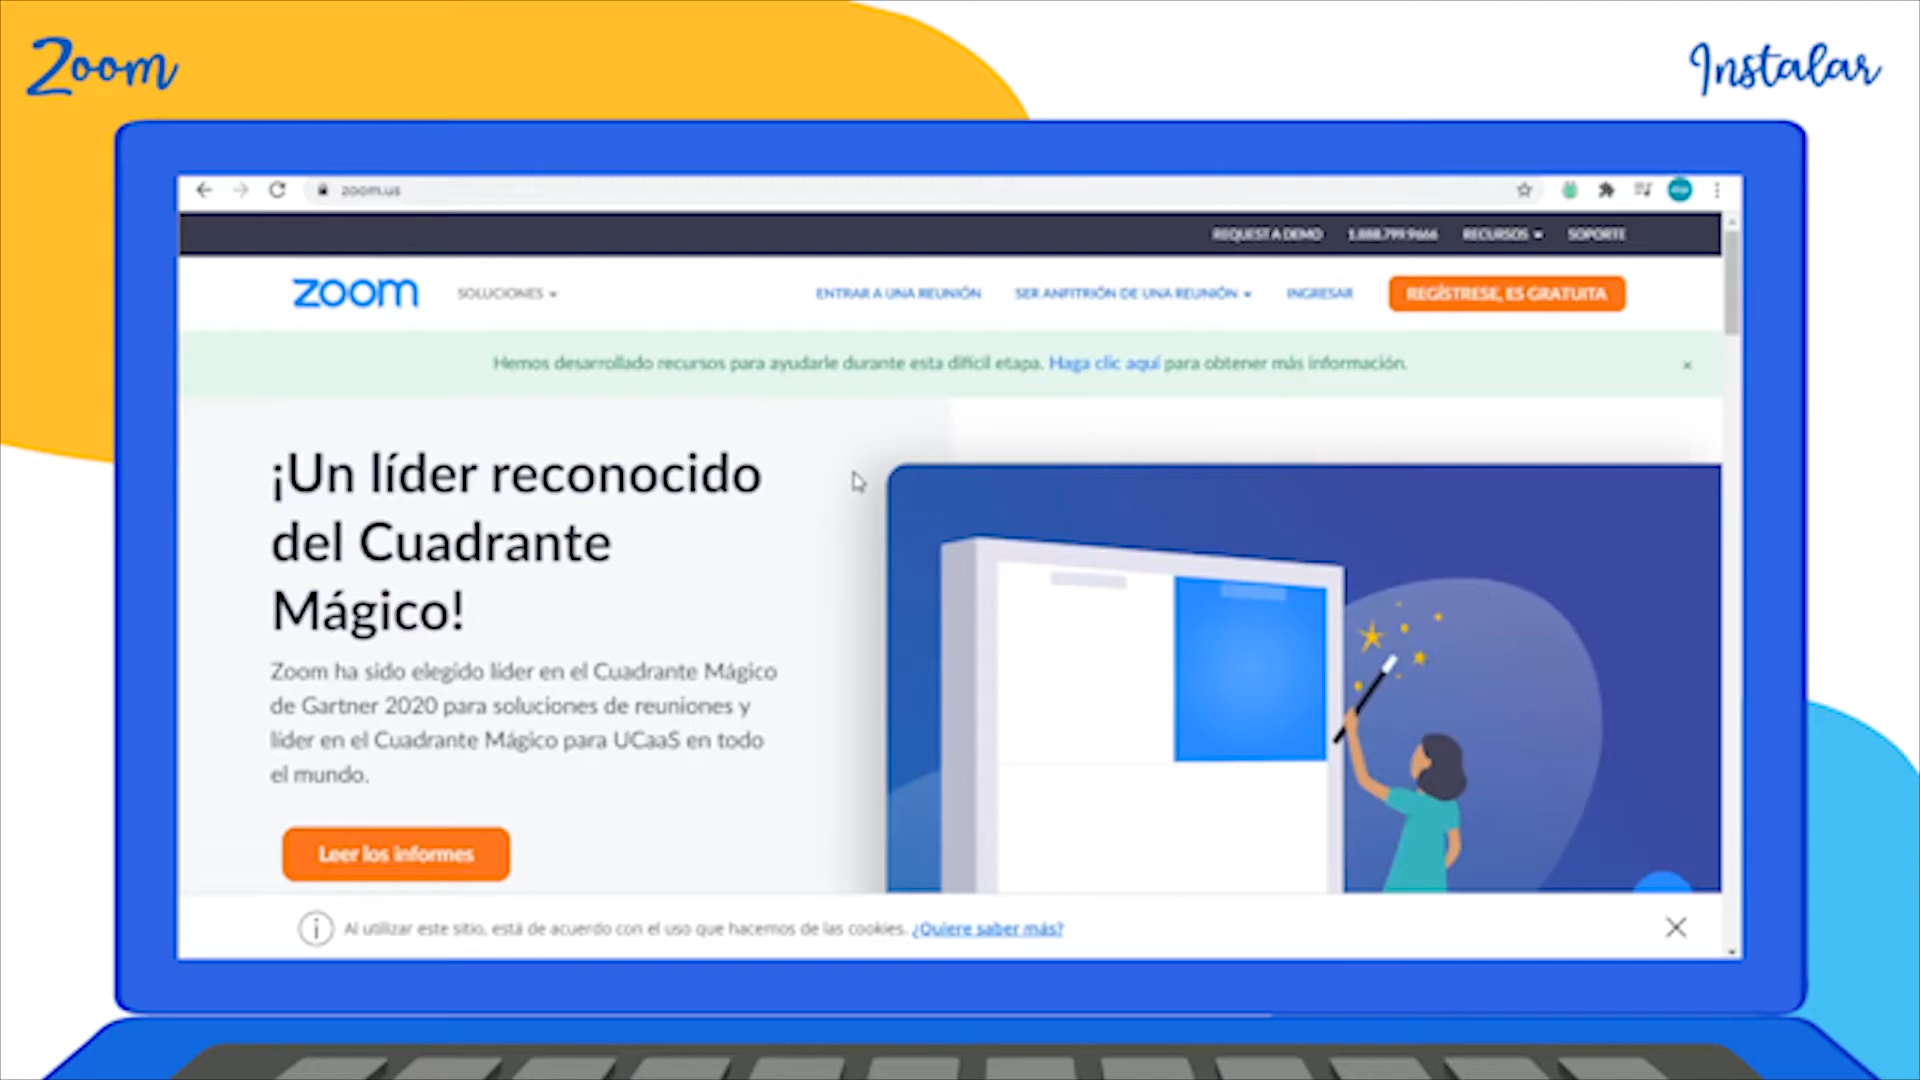 Zoom
Instalar
zoom.us
REQUEST A DEMO 1.888.799.9666 RECURSOS SOPORTE
zoom SOLUCIONES ENTRAR A UNA REUNIÓN SER ANFITRIÓN DE UNA REUNIÓN INGRESAR REGÍSTRESE, ES GRATUITA
Hemos desarrollado recursos para ayudarle durante esta difícil etapa. Haga clic aquí para obtener más información.
¡Un líder reconocido
del Cuadrante
Mágico!
Zoom ha sido elegido líder en el Cuadrante Mágico
de Gartner 2020 para soluciones de reuniones y
líder en el Cuadrante Mágico para UCaaS en todo
el mundo.
Leer los informes
Al utilizar este sitio, está de acuerdo con el uso que hacemos de las cookies. ¿Quiere saber más?